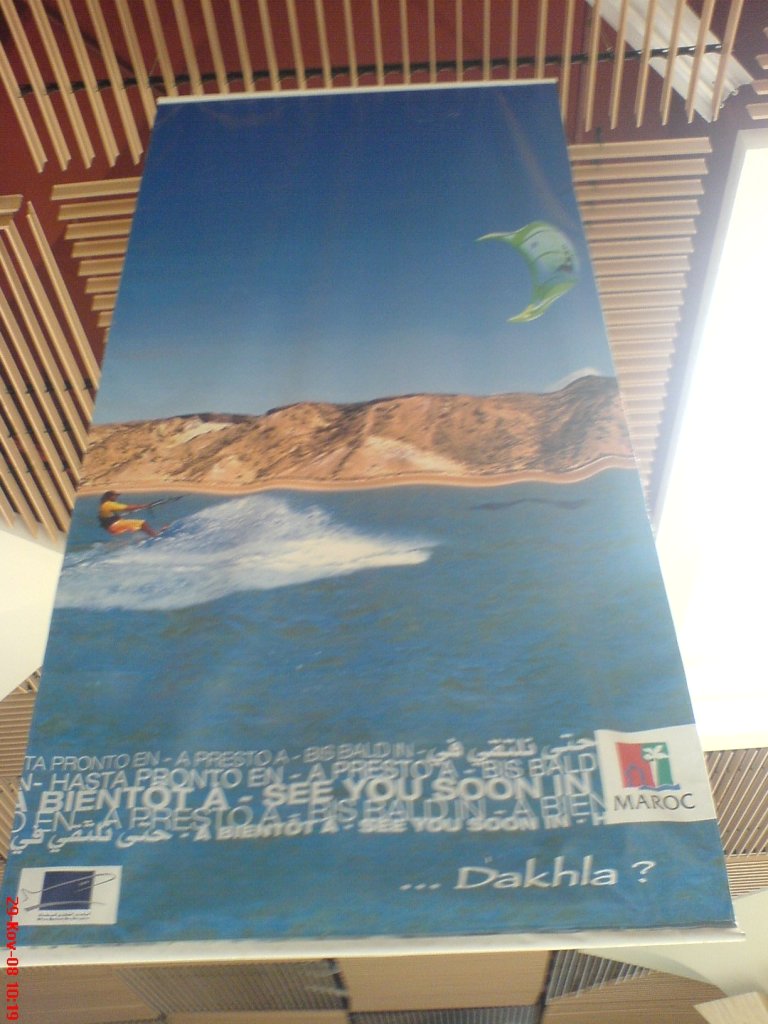 TA PRONTO EN - A PRESTO A - BIS BALD IN - حتى نلتقي في
N - HASTA PRONTO EN - A PRESTO A - BIS BALD
A BIENTOT A - SEE YOU SOON IN
O EN - A PRESTO A - BIS BALD IN - A BIEN
حتى نلتقي في - A BIENTOT A - SEE YOU SOON IN - H
MAROC
... Dakhla ?
29-Nov-08 10:19